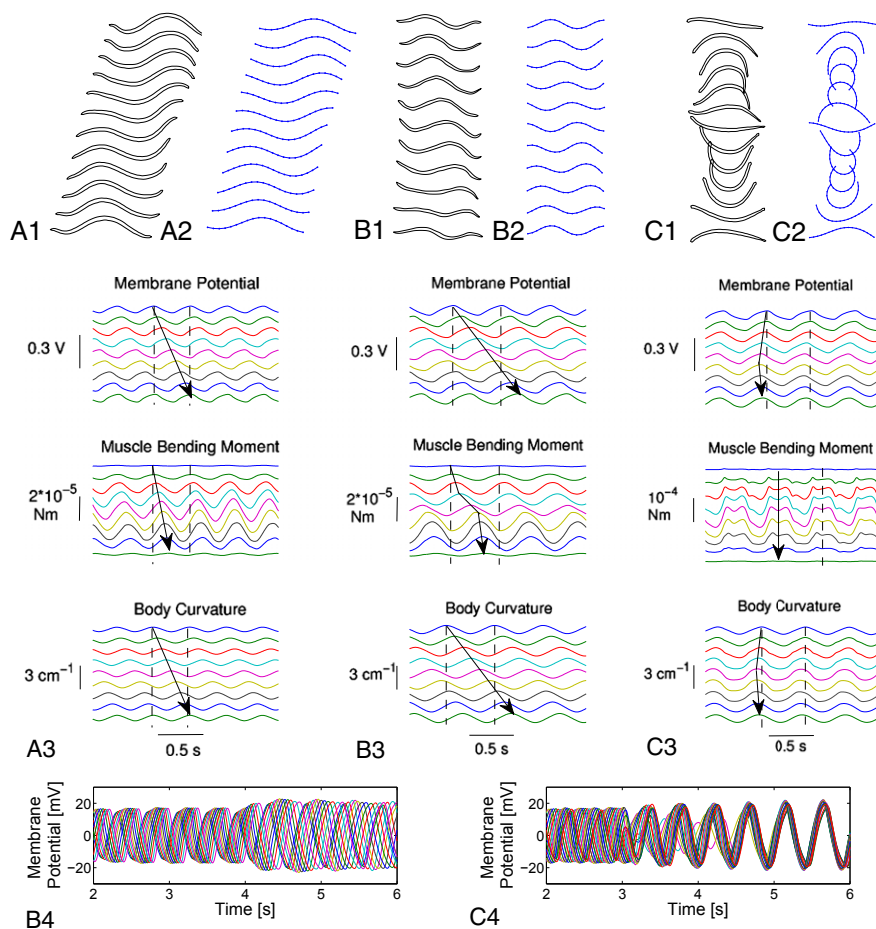 A1 A2 B1 B2 C1 C2
Membrane Potential
0.3 V
Membrane Potential
0.3 V
Membrane Potential
0.3 V
Muscle Bending Moment
2*10⁻⁵
Nm
Muscle Bending Moment
2*10⁻⁵
Nm
Muscle Bending Moment
10⁻⁴
Nm
Body Curvature
3 cm⁻¹
0.5 s
A3
Body Curvature
3 cm⁻¹
0.5 s
B3
Body Curvature
3 cm⁻¹
0.5 s
C3
Membrane
Potential [mV]
20
0
−20
2 3 4 5 6
Time [s]
B4
Membrane
Potential [mV]
20
0
−20
2 3 4 5 6
Time [s]
C4